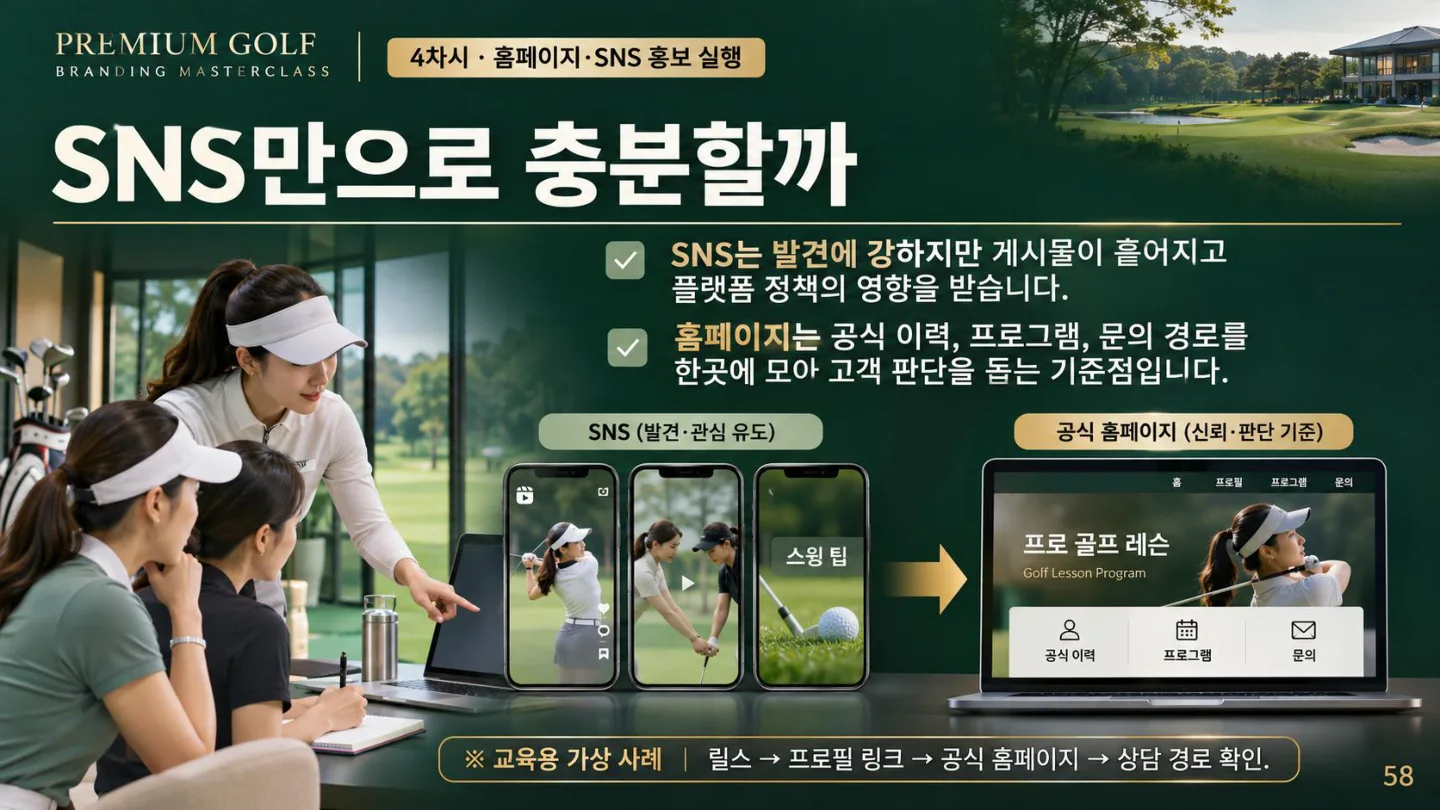 PREMIUM GOLF
BRANDING MASTERCLASS
4차시 · 홈페이지·SNS 홍보 실행
SNS만으로 충분할까
SNS는 발견에 강하지만 게시물이 흩어지고
플랫폼 정책의 영향을 받습니다.
홈페이지는 공식 이력, 프로그램, 문의 경로를
한곳에 모아 고객 판단을 돕는 기준점입니다.
SNS (발견·관심 유도)
스윙 팁
공식 홈페이지 (신뢰·판단 기준)
홈 프로필 프로그램 문의
프로 골프 레슨
Golf Lesson Program
공식 이력 프로그램 문의
※ 교육용 가상 사례 | 릴스 → 프로필 링크 → 공식 홈페이지 → 상담 경로 확인.
58